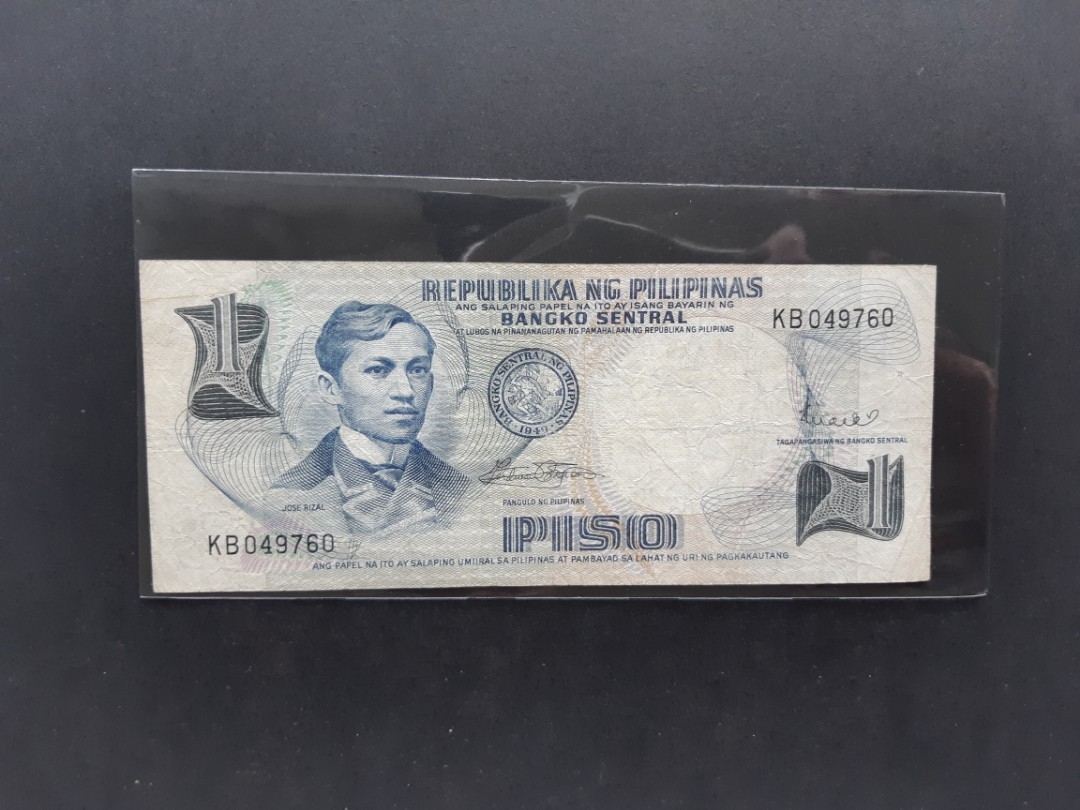 REPUBLIKA NG PILIPINAS
ANG SALAPING PAPEL NA ITO AY ISANG BAYARIN NG
BANGKO SENTRAL
AT LUBOS NA PINANANAGUTAN NG PAMAHALAAN NG REPUBLIKA NG PILIPINAS
KB049760
1
BANGKO SENTRAL NG PILIPINAS
1949
TAGAPANGASIWA NG BANGKO SENTRAL
PANGULO NG PILIPINAS
JOSE RIZAL
1
PISO
KB049760
ANG PAPEL NA ITO AY SALAPING UMIIRAL SA PILIPINAS AT PAMBAYAD SA LAHAT NG URI NG PAGKAKAUTANG